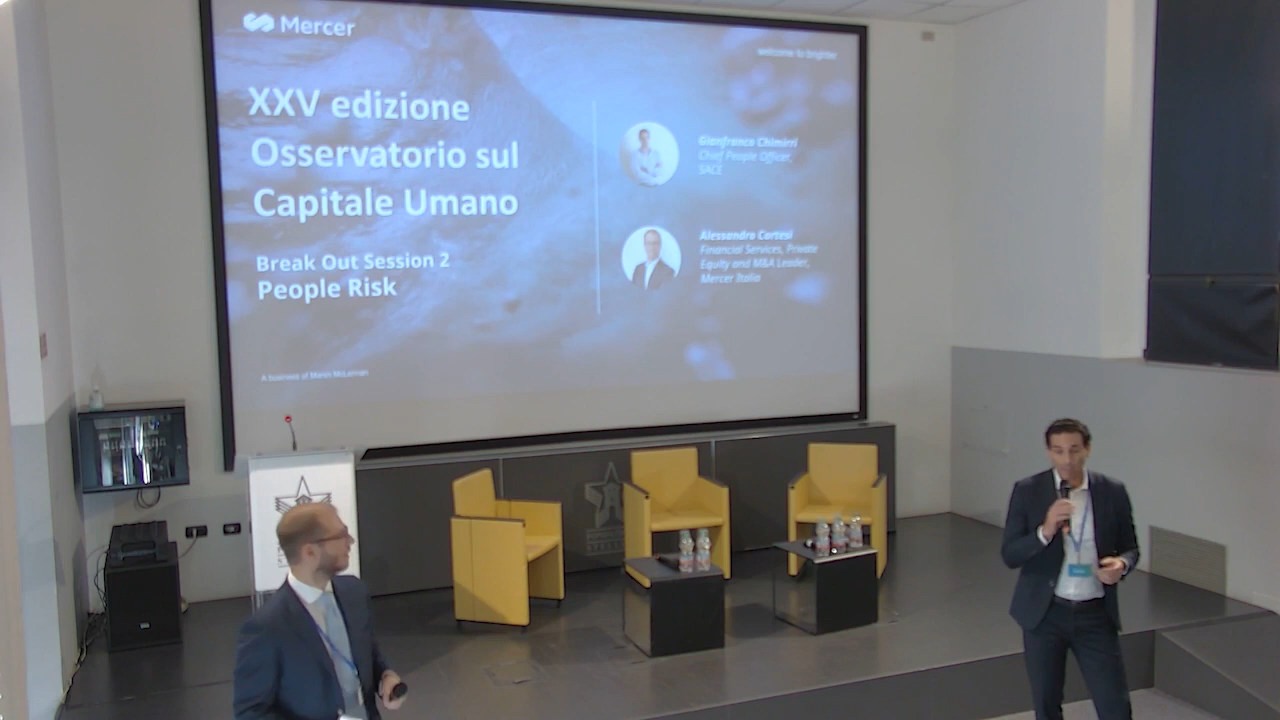 Mercer
welcome to brighter
XXV edizione
Osservatorio sul
Capitale Umano
Break Out Session 2
People Risk
A business of Marsh McLennan
Gianfranco Chimirri
Chief People Officer,
SACE
Alessandro Cortesi
Financial Services, Private
Equity and M&A Leader,
Mercer Italia